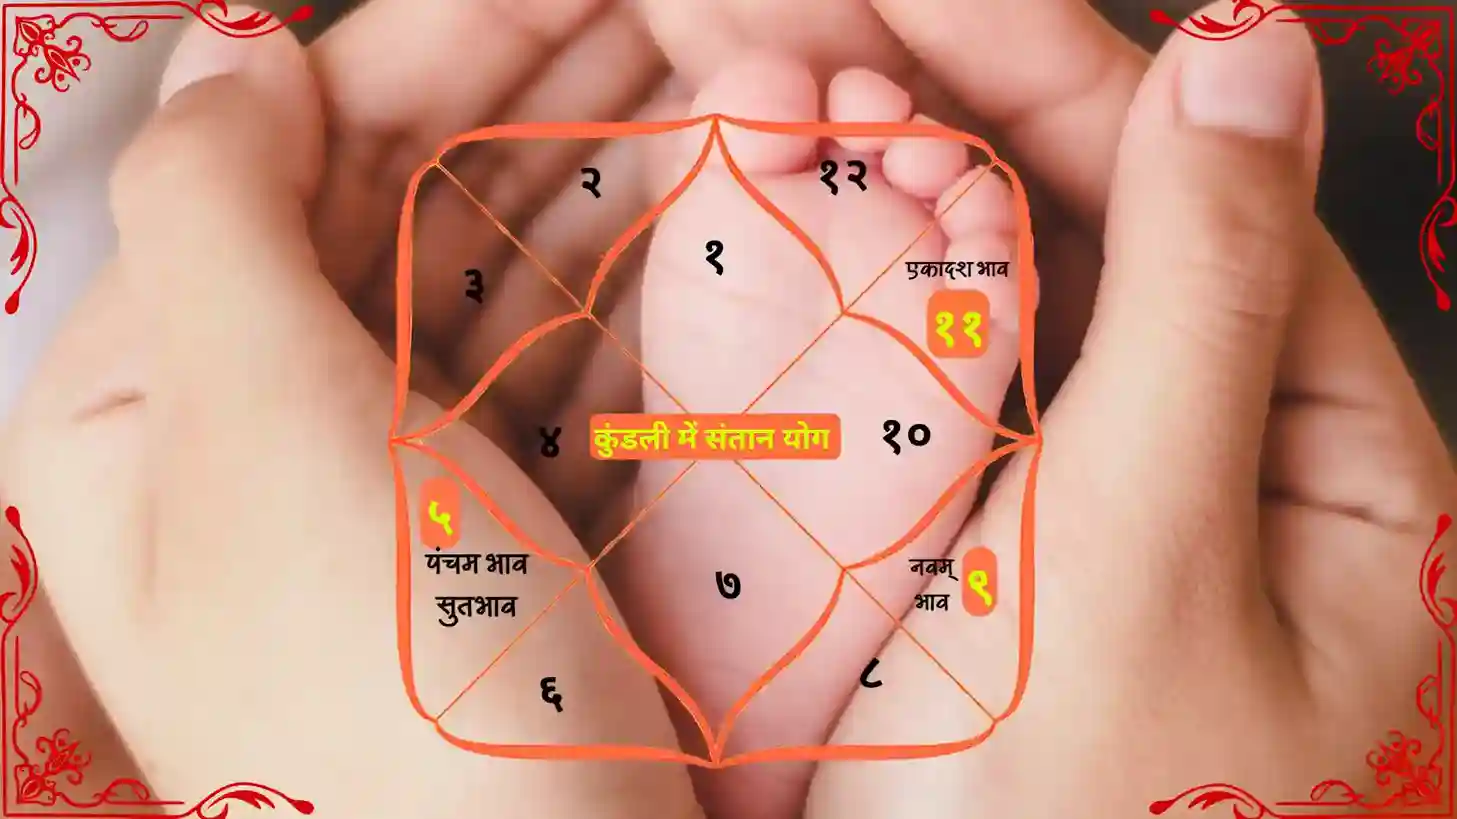 २
१२
१
३
एकादश भाव
११
४
कुंडली में संतान योग
१०
५
पंचम भाव
सुतभाव
७
नवम्
भाव
९
६
८